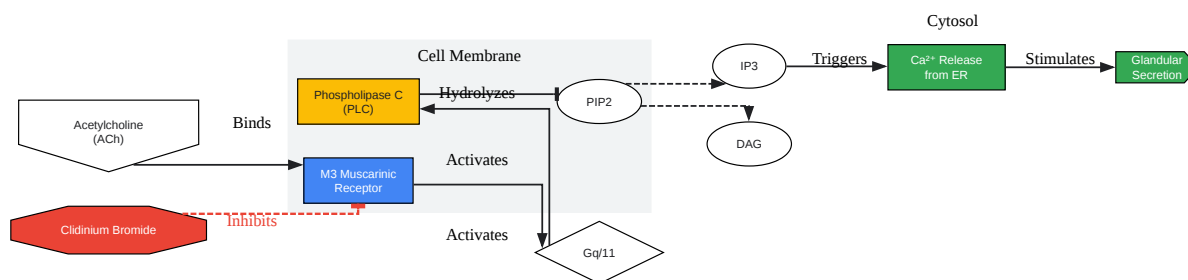 Cytosol
Cell Membrane
IP3
Triggers
Ca²⁺ Release
from ER
Stimulates
Glandular
Secretion
Phospholipase C
(PLC)
Hydrolyzes
PIP2
Acetylcholine
(ACh)
Binds
DAG
M3 Muscarinic
Receptor
Activates
Clidinium Bromide
Inhibits
Activates
Gq/11